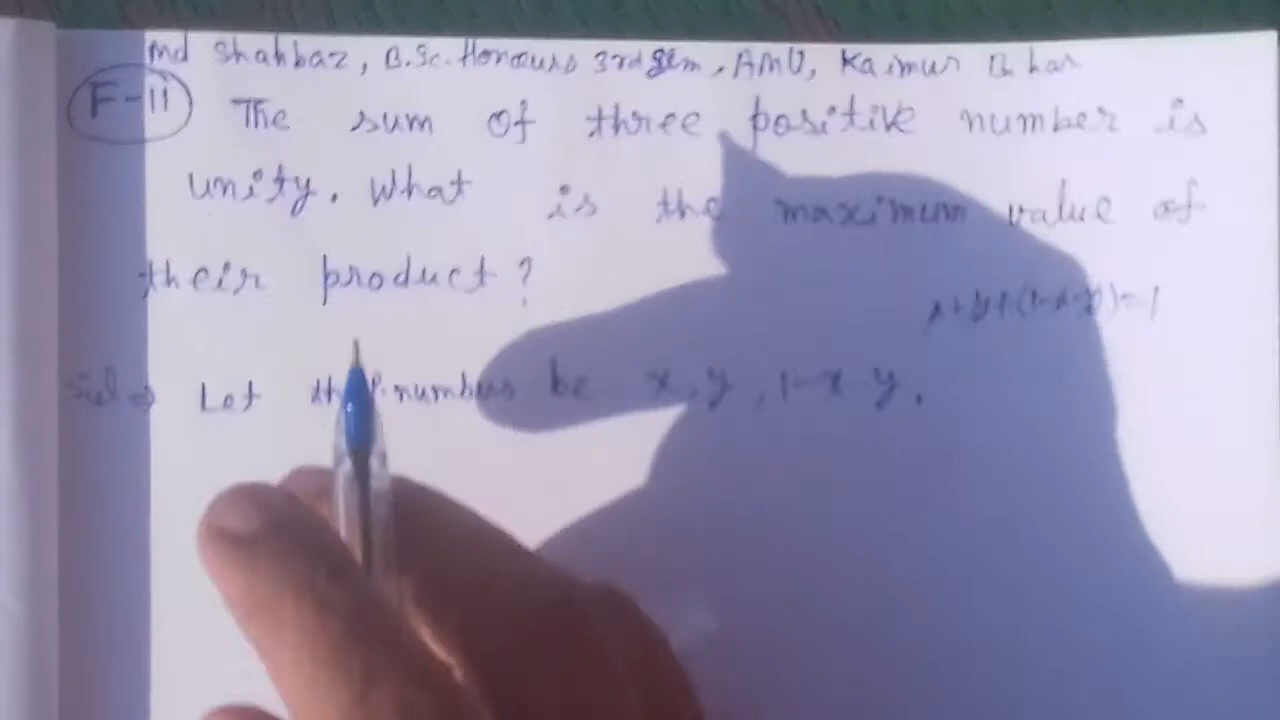 Md Shahbaz, B.Sc. Honours 3rd Sem, AMU, Kaimur Bihar
F-11 The sum of three positive number is
unity. What is the maximum value of
their product?
x+y+(1-x-y)=1
Sol⇒ Let the P. numbers be x, y, 1-x-y.